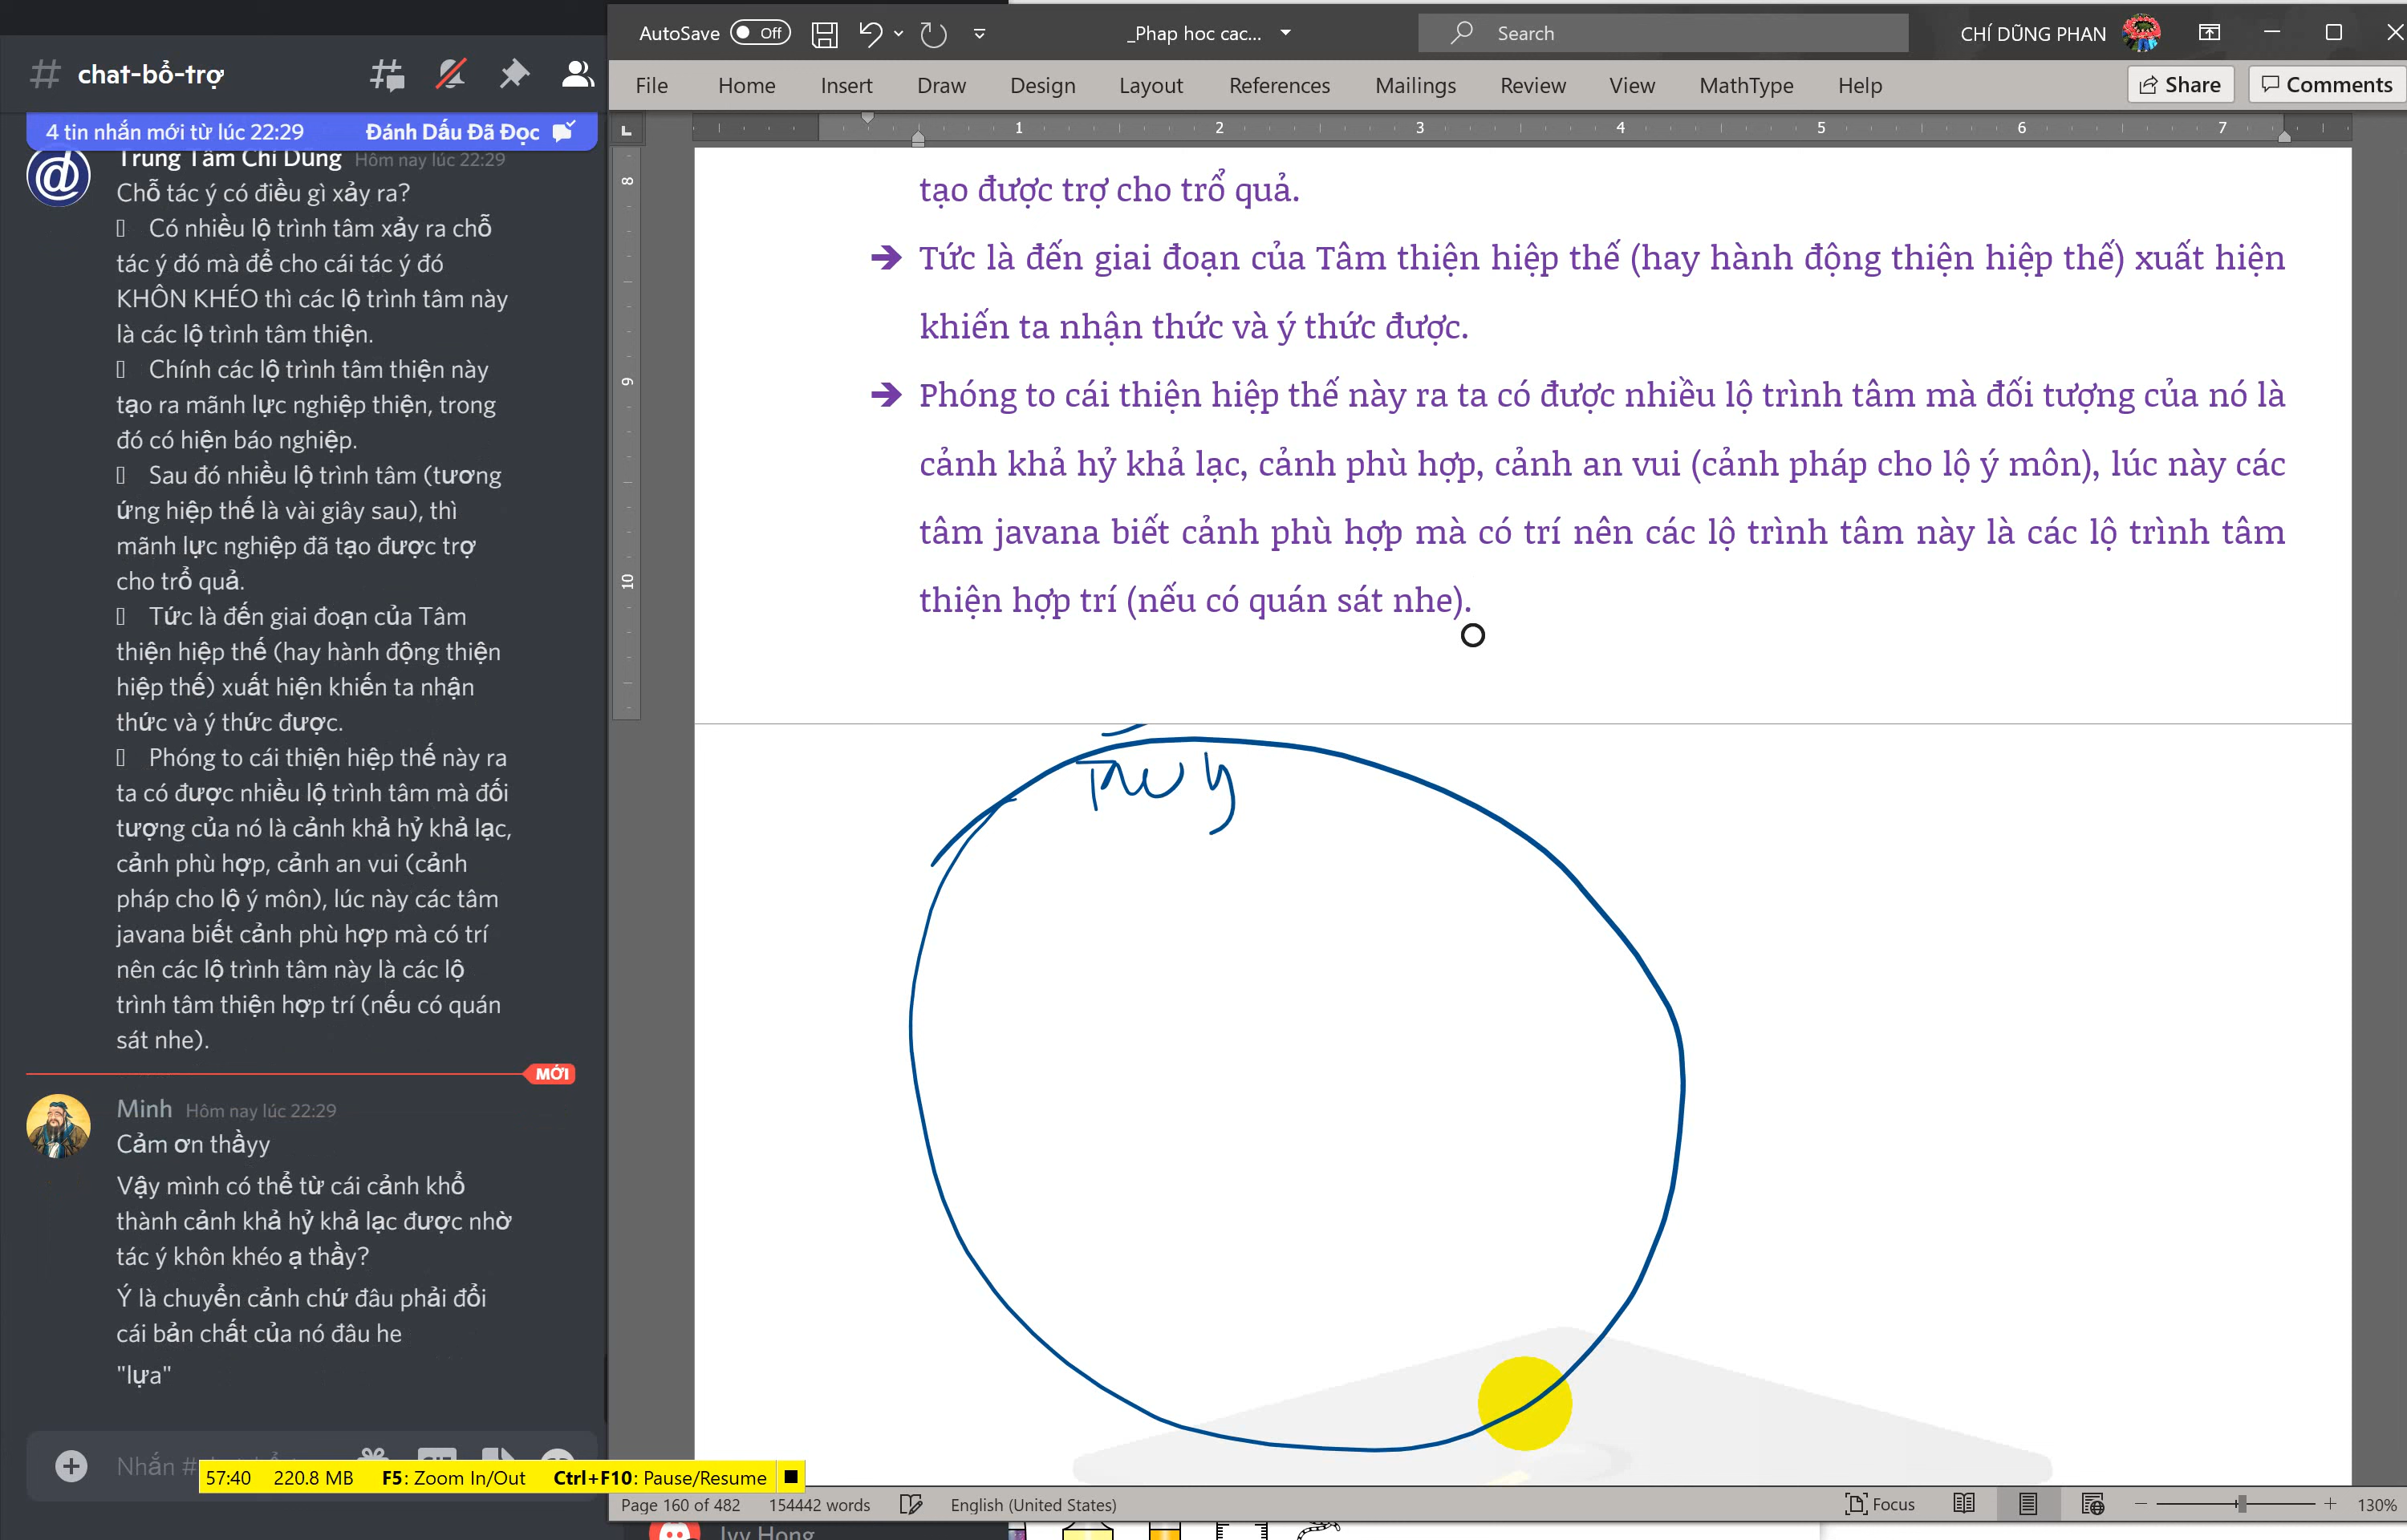 # chat-bổ-trợ
4 tin nhắn mới từ lúc 22:29 Đánh Dấu Đã Đọc
Trung Tâm Chí Dũng Hôm nay lúc 22:29
Chỗ tác ý có điều gì xảy ra?
Có nhiều lộ trình tâm xảy ra chỗ
tác ý đó mà để cho cái tác ý đó
KHÔN KHÉO thì các lộ trình tâm này
là các lộ trình tâm thiện.
Chính các lộ trình tâm thiện này
tạo ra mãnh lực nghiệp thiện, trong
đó có hiện báo nghiệp.
Sau đó nhiều lộ trình tâm (tương
ứng hiệp thế là vài giây sau), thì
mãnh lực nghiệp đã tạo được trợ
cho trổ quả.
Tức là đến giai đoạn của Tâm
thiện hiệp thế (hay hành động thiện
hiệp thế) xuất hiện khiến ta nhận
thức và ý thức được.
Phóng to cái thiện hiệp thế này ra
ta có được nhiều lộ trình tâm mà đối
tượng của nó là cảnh khả hỷ khả lạc,
cảnh phù hợp, cảnh an vui (cảnh
pháp cho lộ ý môn), lúc này các tâm
javana biết cảnh phù hợp mà có trí
nên các lộ trình tâm này là các lộ
trình tâm thiện hợp trí (nếu có quán
sát nhe).
MỚI
Minh Hôm nay lúc 22:29
Cảm ơn thầyy
Vậy mình có thể từ cái cảnh khổ
thành cảnh khả hỷ khả lạc được nhờ
tác ý khôn khéo ạ thầy?
Ý là chuyển cảnh chứ đâu phải đổi
cái bản chất của nó đâu he
"lựa"
Nhắn #
57:40 220.8 MB F5: Zoom In/Out Ctrl+F10: Pause/Resume
AutoSave Off _Phap hoc cac... Search CHÍ DŨNG PHAN
File Home Insert Draw Design Layout References Mailings Review View MathType Help Share Comments
L 1 2 3 4 5 6 7
8
9
10
tạo được trợ cho trổ quả.
➔ Tức là đến giai đoạn của Tâm thiện hiệp thế (hay hành động thiện hiệp thế) xuất hiện
khiến ta nhận thức và ý thức được.
➔ Phóng to cái thiện hiệp thế này ra ta có được nhiều lộ trình tâm mà đối tượng của nó là
cảnh khả hỷ khả lạc, cảnh phù hợp, cảnh an vui (cảnh pháp cho lộ ý môn), lúc này các
tâm javana biết cảnh phù hợp mà có trí nên các lộ trình tâm này là các lộ trình tâm
thiện hợp trí (nếu có quán sát nhe).
Page 160 of 482 154442 words English (United States) Focus 130%
Ivy Hong